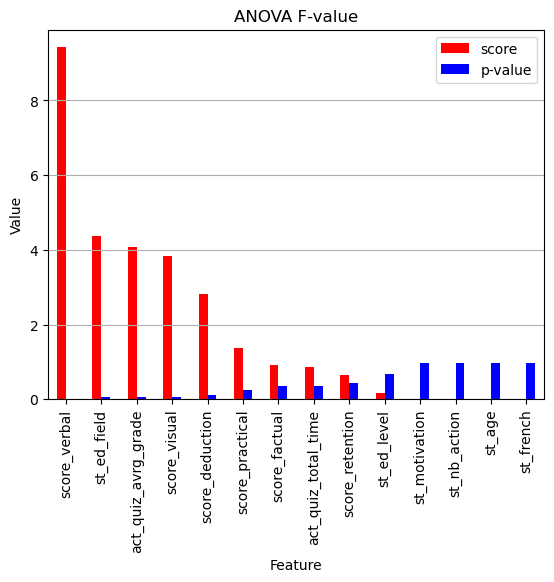 ANOVA F-value
score
p-value
Value
8
6
4
2
0
score_verbal
st_ed_field
act_quiz_avrg_grade
score_visual
score_deduction
score_practical
score_factual
act_quiz_total_time
score_retention
st_ed_level
st_motivation
st_nb_action
st_age
st_french
Feature